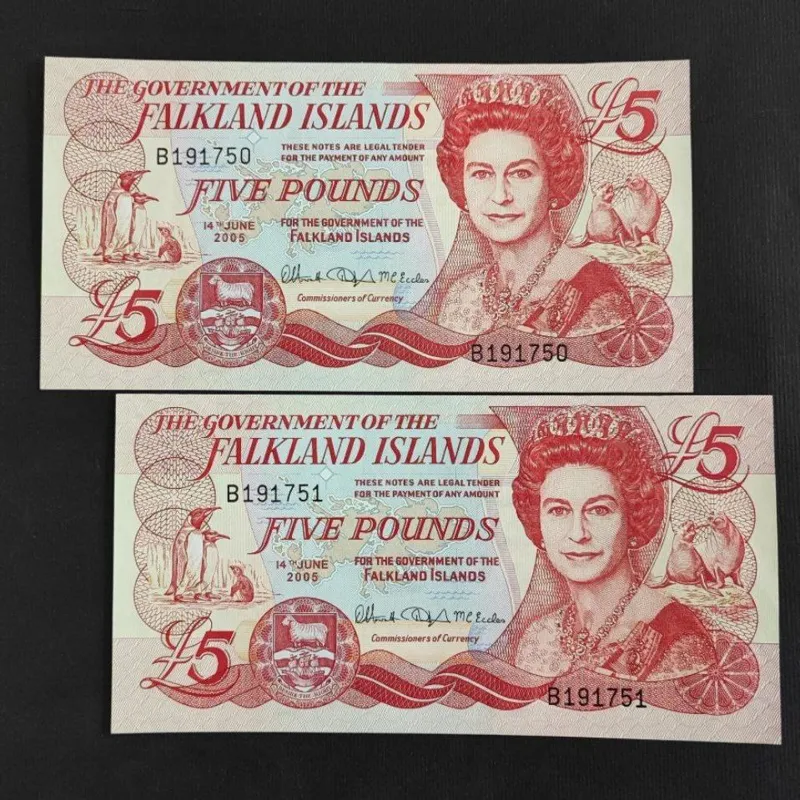 THE GOVERNMENT OF THE
FALKLAND ISLANDS
£5
B191750
THESE NOTES ARE LEGAL TENDER
FOR THE PAYMENT OF ANY AMOUNT
FIVE POUNDS
14TH JUNE
2005
FOR THE GOVERNMENT OF THE
FALKLAND ISLANDS
M C Eccles
Commissioners of Currency
£5
B191750
THE GOVERNMENT OF THE
FALKLAND ISLANDS
£5
B191751
THESE NOTES ARE LEGAL TENDER
FOR THE PAYMENT OF ANY AMOUNT
FIVE POUNDS
14TH JUNE
2005
FOR THE GOVERNMENT OF THE
FALKLAND ISLANDS
M C Eccles
Commissioners of Currency
£5
B191751